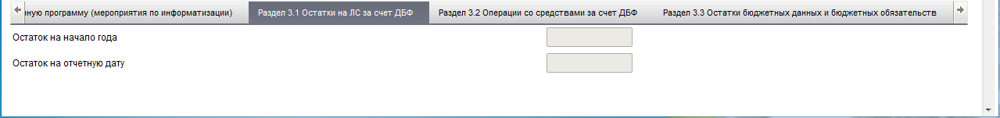 нную программу (мероприятия по информатизации) Раздел 3.1 Остатки на ЛС за счет ДБФ Раздел 3.2 Операции со средствами за счет ДБФ Раздел 3.3 Остатки бюджетных данных и бюджетных обязательств
Остаток на начало года
Остаток на отчетную дату